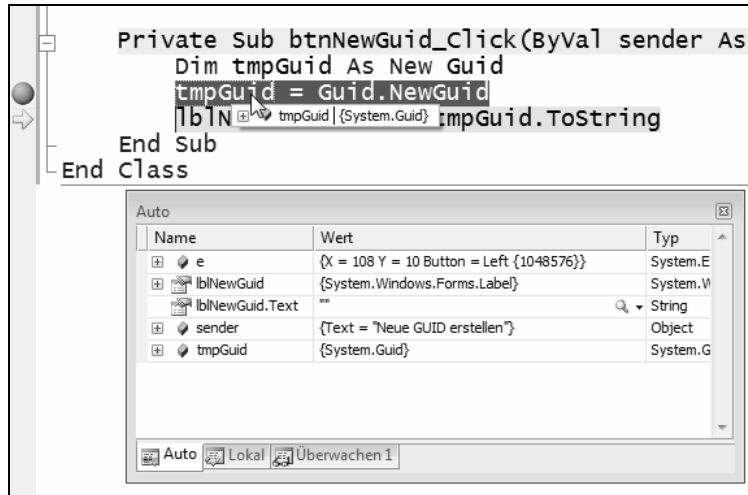 Private Sub btnNewGuid_Click(ByVal sender As
Dim tmpGuid As New Guid
tmpGuid = Guid.NewGuid
lblN tmpGuid.ToString
tmpGuid {System.Guid}
End Sub
End Class
Auto
Name Wert Typ
e {X = 108 Y = 10 Button = Left {1048576}} System.E
lblNewGuid {System.Windows.Forms.Label} System.W
lblNewGuid.Text "" String
sender {Text = "Neue GUID erstellen"} Object
tmpGuid {System.Guid} System.G
Auto Lokal Überwachen 1